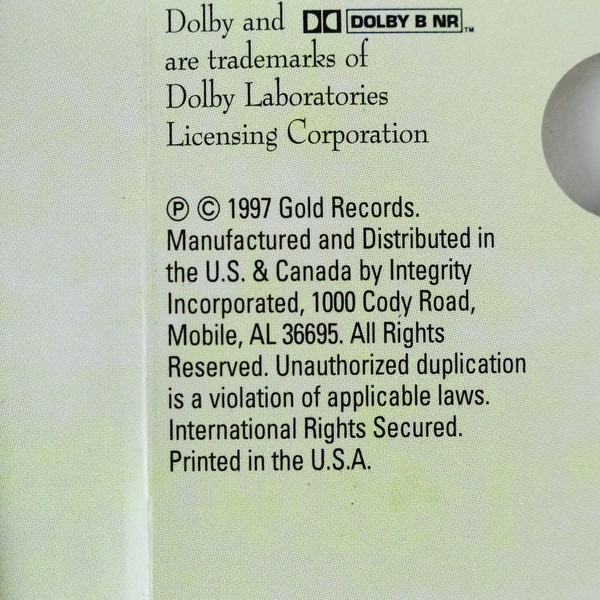 Dolby and DOLBY B NR™
are trademarks of
Dolby Laboratories
Licensing Corporation
℗ © 1997 Gold Records.
Manufactured and Distributed in
the U.S. & Canada by Integrity
Incorporated, 1000 Cody Road,
Mobile, AL 36695. All Rights
Reserved. Unauthorized duplication
is a violation of applicable laws.
International Rights Secured.
Printed in the U.S.A.